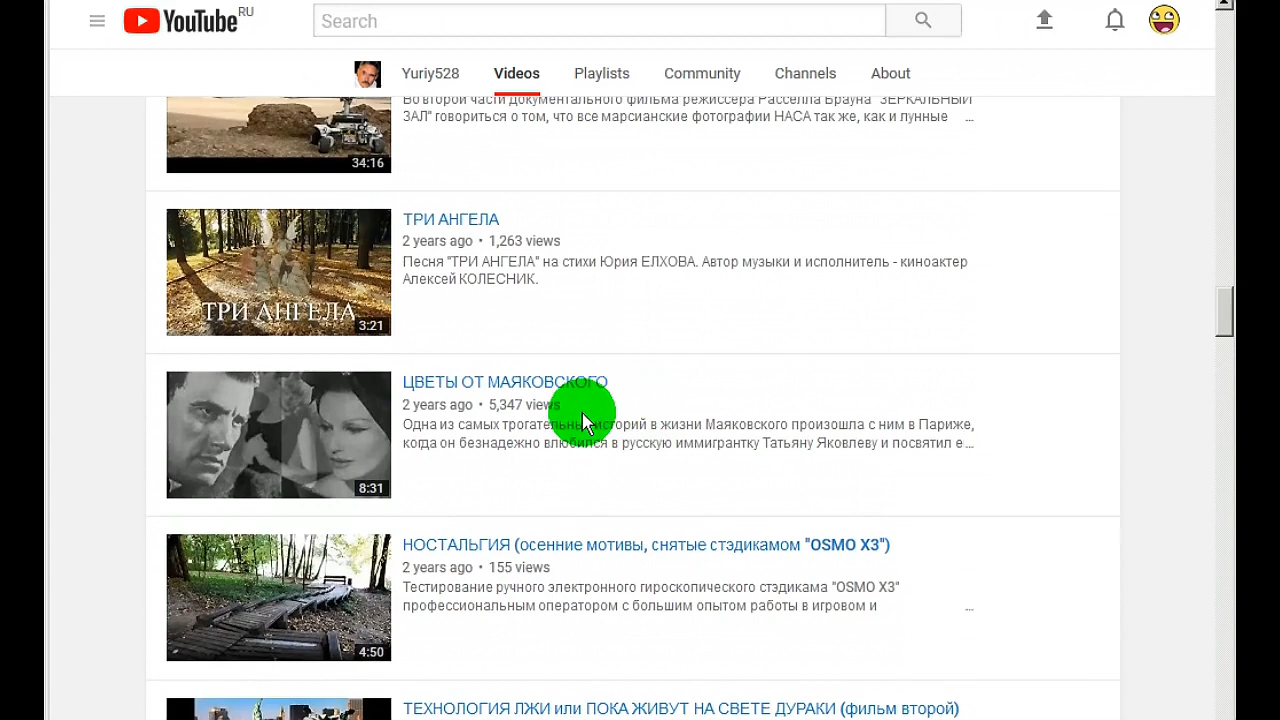 YouTube RU
Search
Yuriy528 Videos Playlists Community Channels About
Во второй части документального фильма режиссера Расселла Брауна "ЗЕРКАЛЬНЫЙ
ЗАЛ" говориться о том, что все марсианские фотографии НАСА так же, как и лунные ...
34:16
ТРИ АНГЕЛА
2 years ago • 1,263 views
Песня "ТРИ АНГЕЛА" на стихи Юрия ЕЛХОВА. Автор музыки и исполнитель - киноактер
Алексей КОЛЕСНИК.
ТРИ АНГЕЛА
3:21
ЦВЕТЫ ОТ МАЯКОВСКОГО
2 years ago • 5,347 views
Одна из самых трогательных историй в жизни Маяковского произошла с ним в Париже,
когда он безнадежно влюбился в русскую иммигрантку Татьяну Яковлеву и посвятил е...
8:31
НОСТАЛЬГИЯ (осенние мотивы, снятые стэдикамом "OSMO X3")
2 years ago • 155 views
Тестирование ручного электронного гироскопического стэдикама "OSMO X3"
профессиональным оператором с большим опытом работы в игровом и ...
4:50
ТЕХНОЛОГИЯ ЛЖИ или ПОКА ЖИВУТ НА СВЕТЕ ДУРАКИ (фильм второй)